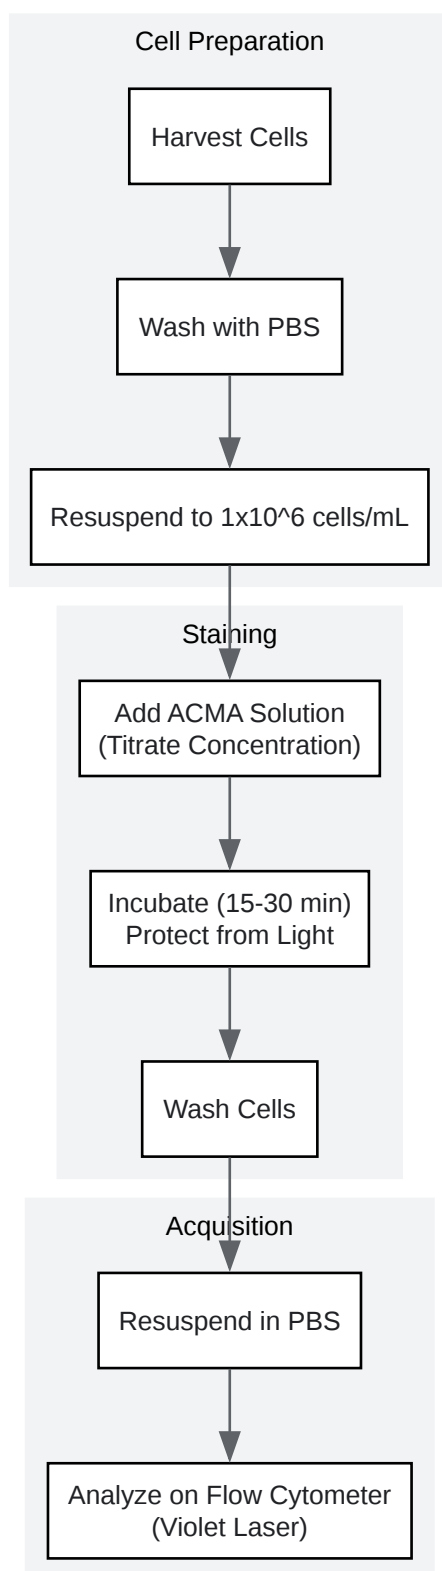 Cell Preparation
Harvest Cells
Wash with PBS
Resuspend to 1x10^6 cells/mL
Staining
Add ACMA Solution
(Titrate Concentration)
Incubate (15-30 min)
Protect from Light
Wash Cells
Acquisition
Resuspend in PBS
Analyze on Flow Cytometer
(Violet Laser)